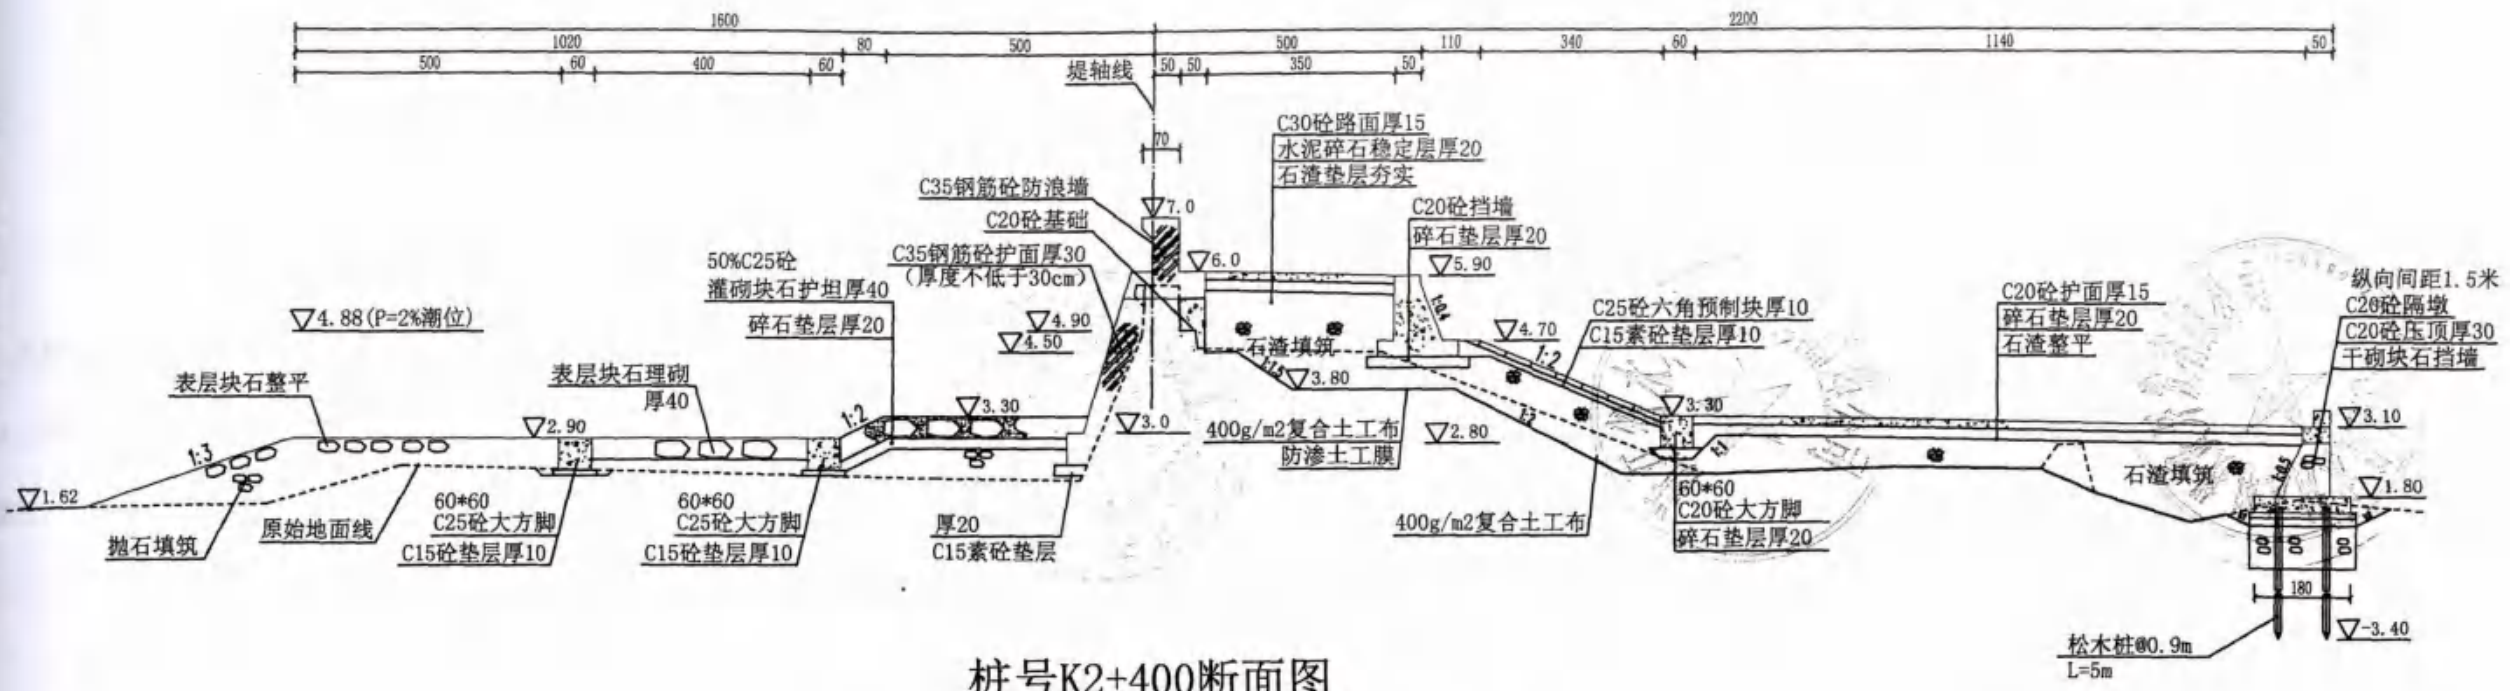 1600
2200
1020
80
500
500
110
340
60
1140
50
500
60
400
60
50
50
350
50
堤轴线
70
C30砼路面厚15
水泥碎石稳定层厚20
石渣垫层夯实
C35钢筋砼防浪墙
C20砼基础
C35钢筋砼护面厚30
(厚度不低于30cm)
7.0
6.0
C20砼挡墙
碎石垫层厚20
5.90
1:0.4
50%C25砼
灌砌块石护坦厚40
碎石垫层厚20
4.88(P=2%潮位)
4.90
4.50
4.70
C25砼六角预制块厚10
C15素砼垫层厚10
C20砼护面厚15
碎石垫层厚20
石渣整平
纵向间距1.5米
C20砼隔墩
C20砼压顶厚30
干砌块石挡墙
石渣填筑
1:1.5
3.80
1:2
表层块石整平
表层块石理砌
厚40
1:2
3.30
3.0
3.30
3.10
2.90
1:3
400g/m2复合土工布
防渗土工膜
2.80
1:1
石渣填筑
1:0.5
1.80
1.62
抛石填筑
原始地面线
60*60
C25砼大方脚
C15砼垫层厚10
60*60
C25砼大方脚
C15砼垫层厚10
厚20
C15素砼垫层
400g/m2复合土工布
60*60
C20砼大方脚
碎石垫层厚20
180
-3.40
松木桩@0.9m
L=5m
桩号K2+400断面图